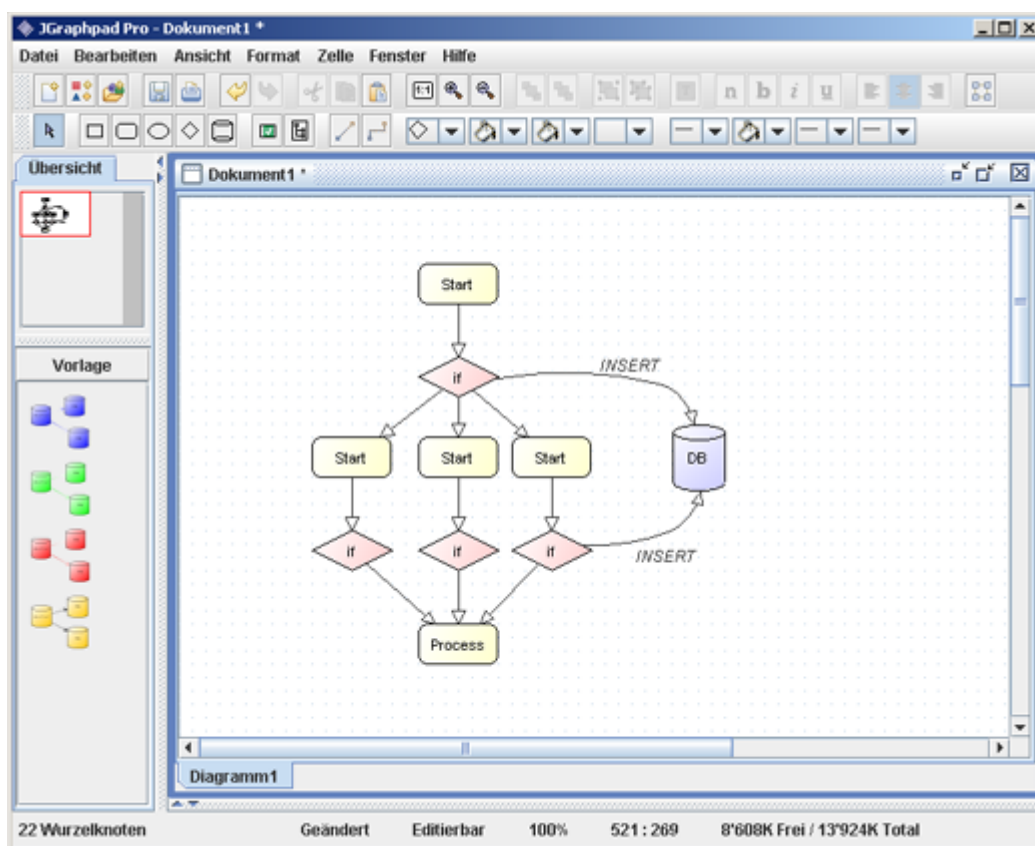 JGraphpad Pro - Dokument1 *
Datei Bearbeiten Ansicht Format Zelle Fenster Hilfe
1:1 n b i u
Übersicht
Dokument1 *
Vorlage
Start
if
INSERT
Start Start Start
DB
if if if
INSERT
Process
Diagramm1
22 Wurzelknoten Geändert Editierbar 100% 521 : 269 8'608K Frei / 13'924K Total